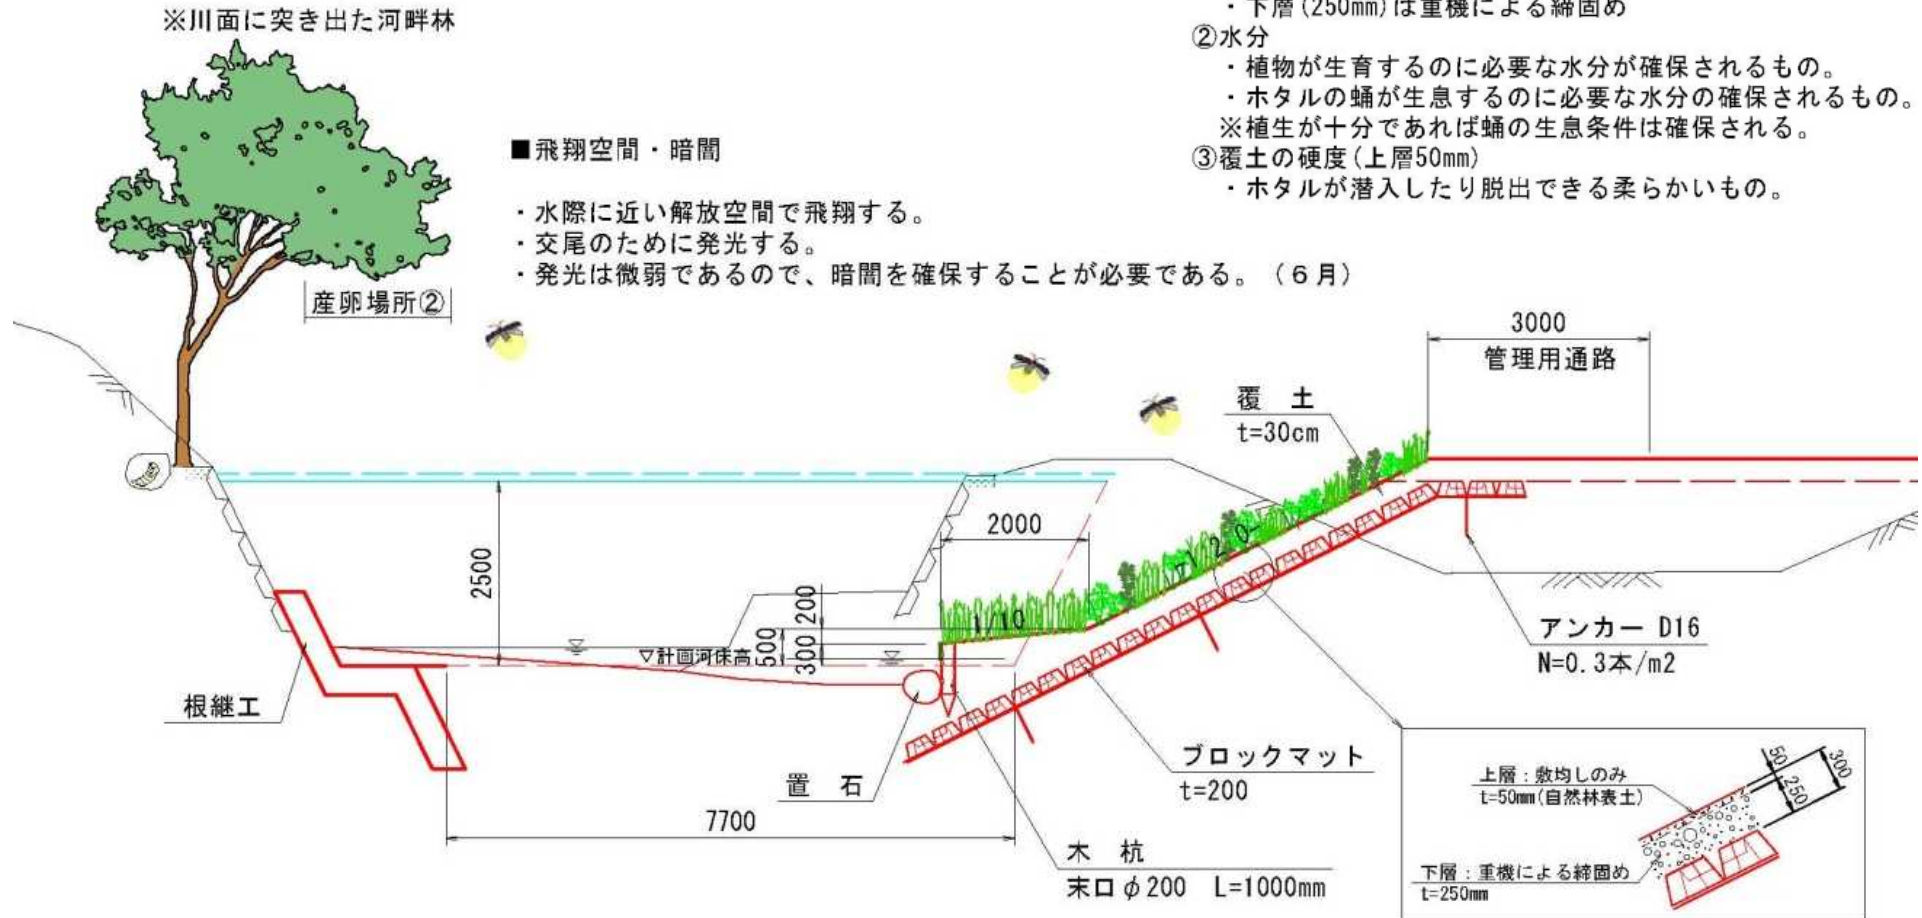 ※川面に突き出た河畔林
・下層(250mm)は重機による締固め
②水分
・植物が生育するのに必要な水分が確保されるもの。
・ホタルの蛹が生息するのに必要な水分の確保されるもの。
※植生が十分であれば蛹の生息条件は確保される。
③覆土の硬度(上層50mm)
・ホタルが潜入したり脱出できる柔らかいもの。
■飛翔空間・暗闇
・水際に近い解放空間で飛翔する。
・交尾のために発光する。
・発光は微弱であるので、暗闇を確保することが必要である。（６月）
産卵場所②
3000
管理用通路
覆 土
t=30cm
2000
2500
200
500
300
1/10
1:2.0
▽計画河床高
アンカー D16
N=0.3本/m2
根継工
置 石
ブロックマット
t=200
7700
木 杭
末口φ200 L=1000mm
上層：敷均しのみ
t=50mm(自然林表土)
50
250
300
下層：重機による締固め
t=250mm